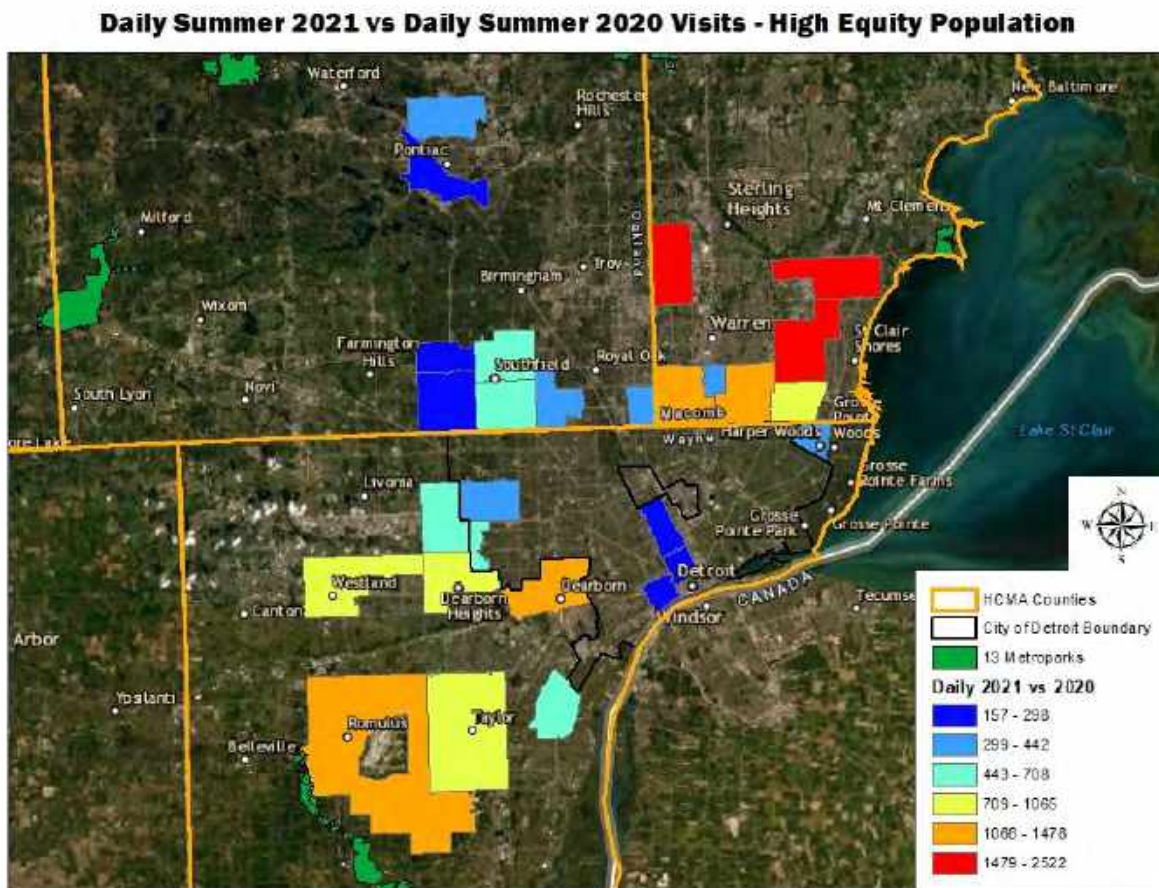 Daily Summer 2021 vs Daily Summer 2020 Visits - High Equity Population
Waterford
Rochester
Hills
New Baltimore
Pontiac
Sterling
Heights
Mt Clemens
Milford
Oakland
Troy
Birmingham
Wixom
Warren
St Clair
Shores
Farmington
Hills
Southfield
Royal Oak
South Lyon
Novi
Macomb
Grosse
Pointe
Woods
Wayne
Harper Woods
Lake St Clair
ore Lake
Livonia
Grosse
Pointe Farms
Grosse
Pointe Park
Grosse Pointe
Westland
Dearborn
Heights
Dearborn
Detroit
CANADA
Windsor
Tecumse
Canton
Arbor
Ypsilanti
Romulus
Taylor
Belleville
N
W
E
S
HCMA Counties
City of Detroit Boundary
13 Metroparks
Daily 2021 vs 2020
157 - 298
299 - 442
443 - 708
709 - 1065
1066 - 1478
1479 - 2522